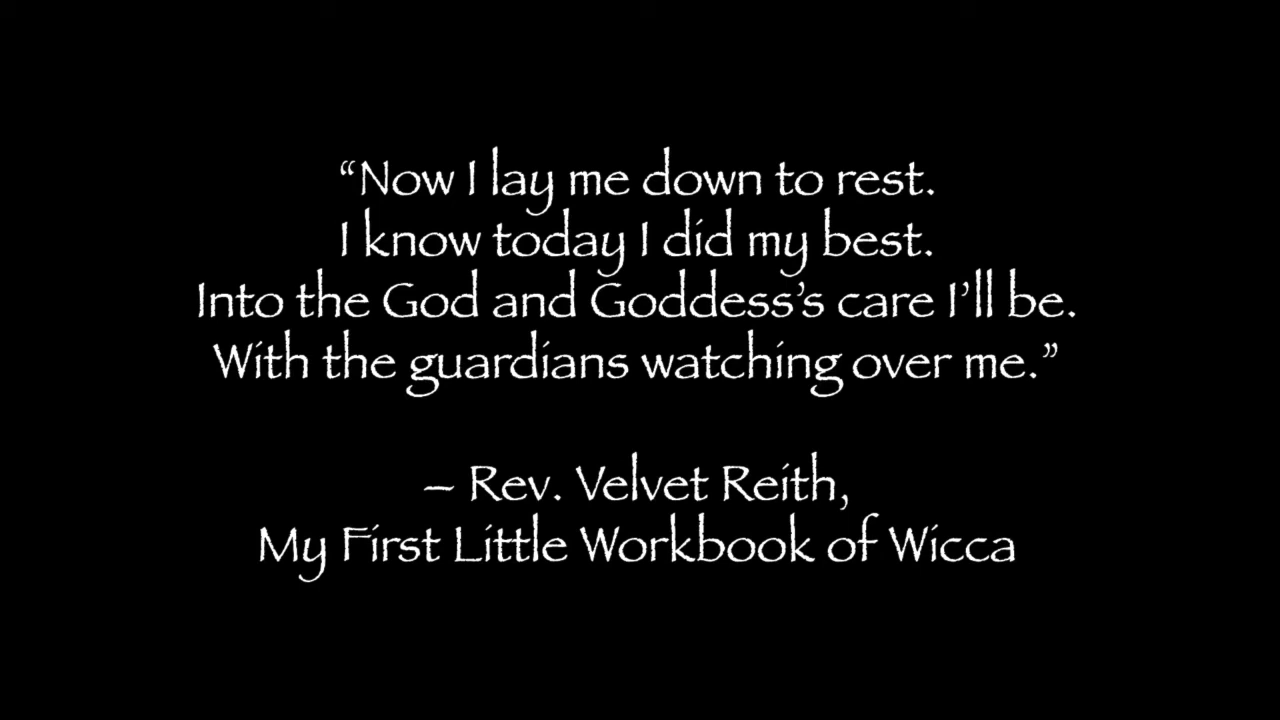 “Now I lay me down to rest.
I know today I did my best.
Into the God and Goddess’s care I’ll be.
With the guardians watching over me.”
– Rev. Velvet Reith,
My First Little Workbook of Wicca